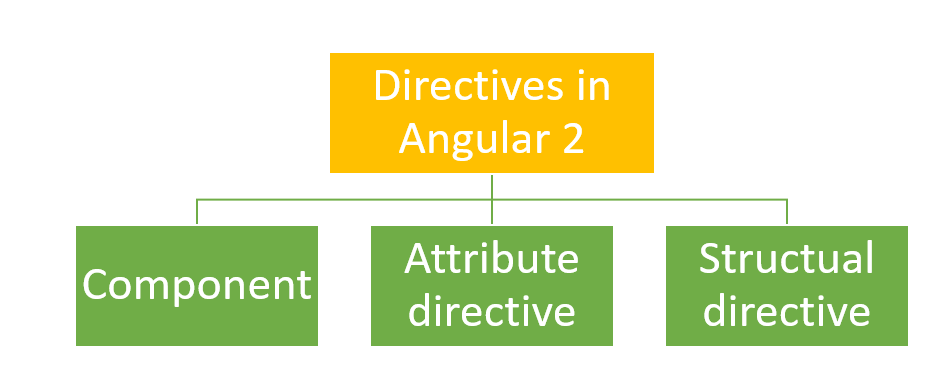 Directives in
Angular 2
Component
Attribute
directive
Structual
directive